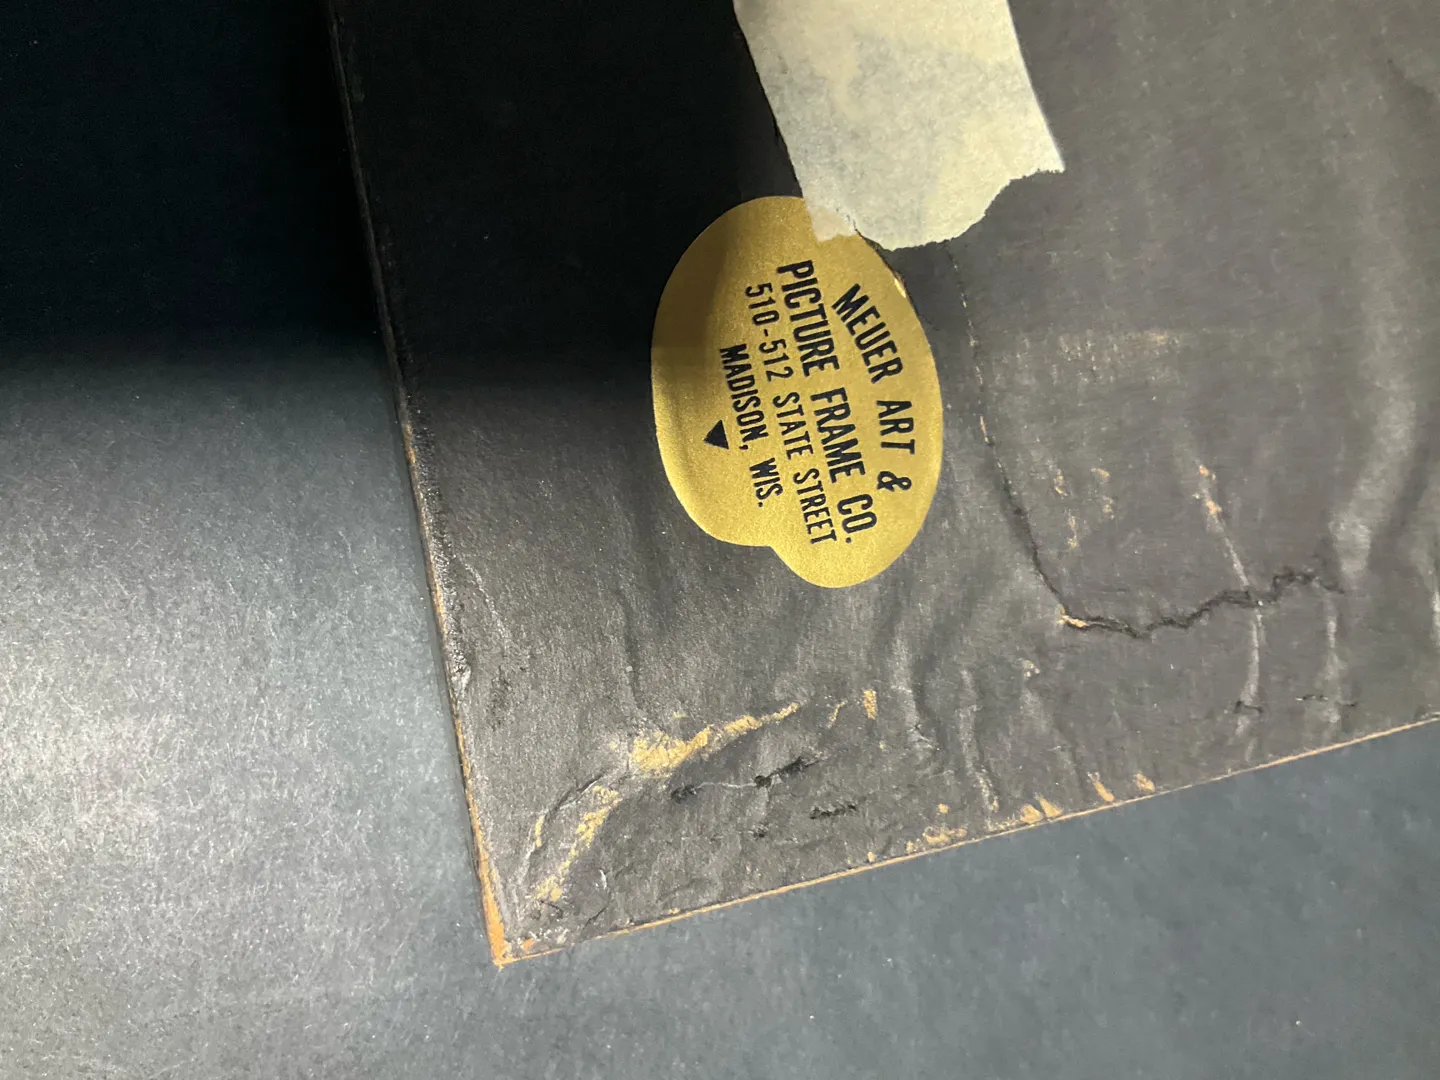 MEUER ART &
PICTURE FRAME CO.
510-512 STATE STREET
MADISON, WIS.